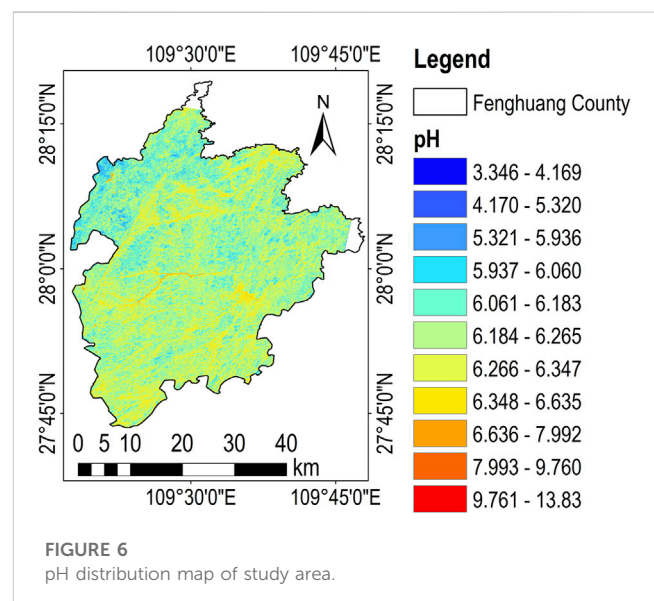 109°30'0"E 109°45'0"E
28°15'0"N
28°0'0"N
27°45'0"N
N
28°15'0"N
28°0'0"N
27°45'0"N
0 5 10 20 30 40
km
109°30'0"E 109°45'0"E
Legend
Fenghuang County
pH
3.346 - 4.169
4.170 - 5.320
5.321 - 5.936
5.937 - 6.060
6.061 - 6.183
6.184 - 6.265
6.266 - 6.347
6.348 - 6.635
6.636 - 7.992
7.993 - 9.760
9.761 - 13.83
FIGURE 6
pH distribution map of study area.